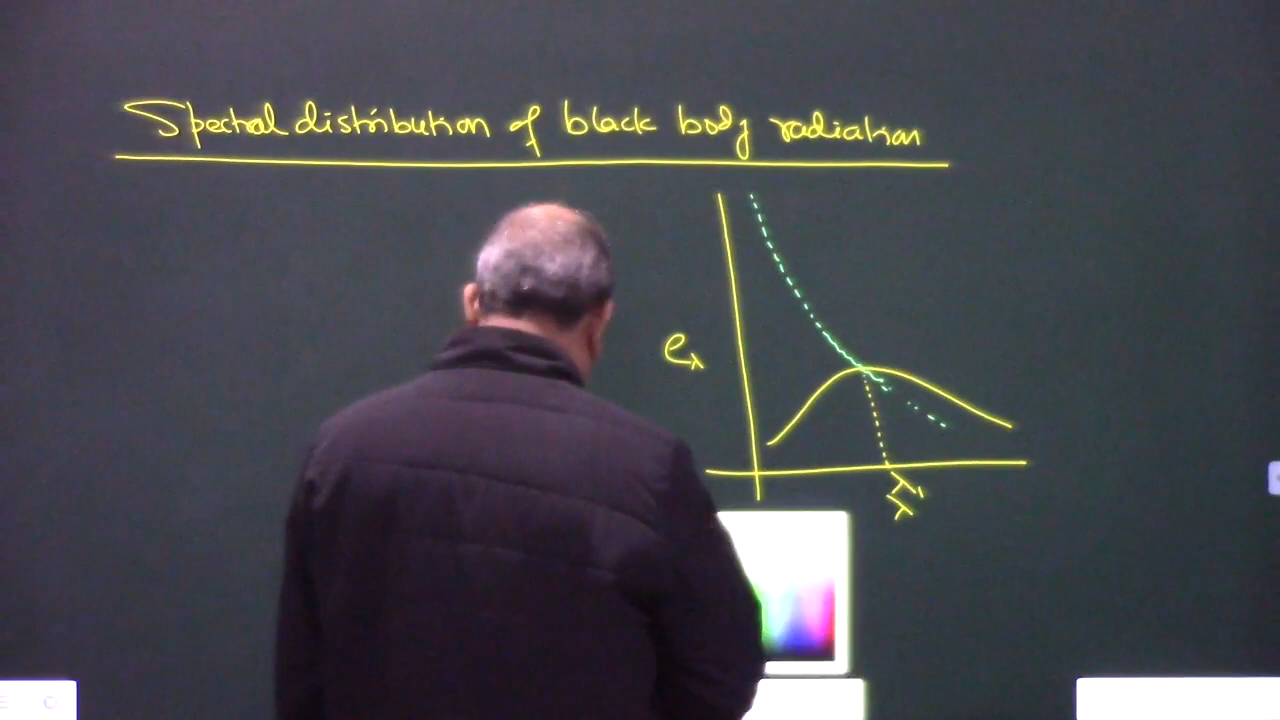 Spectral distribution of black body radiation
eλ
λ'
λ